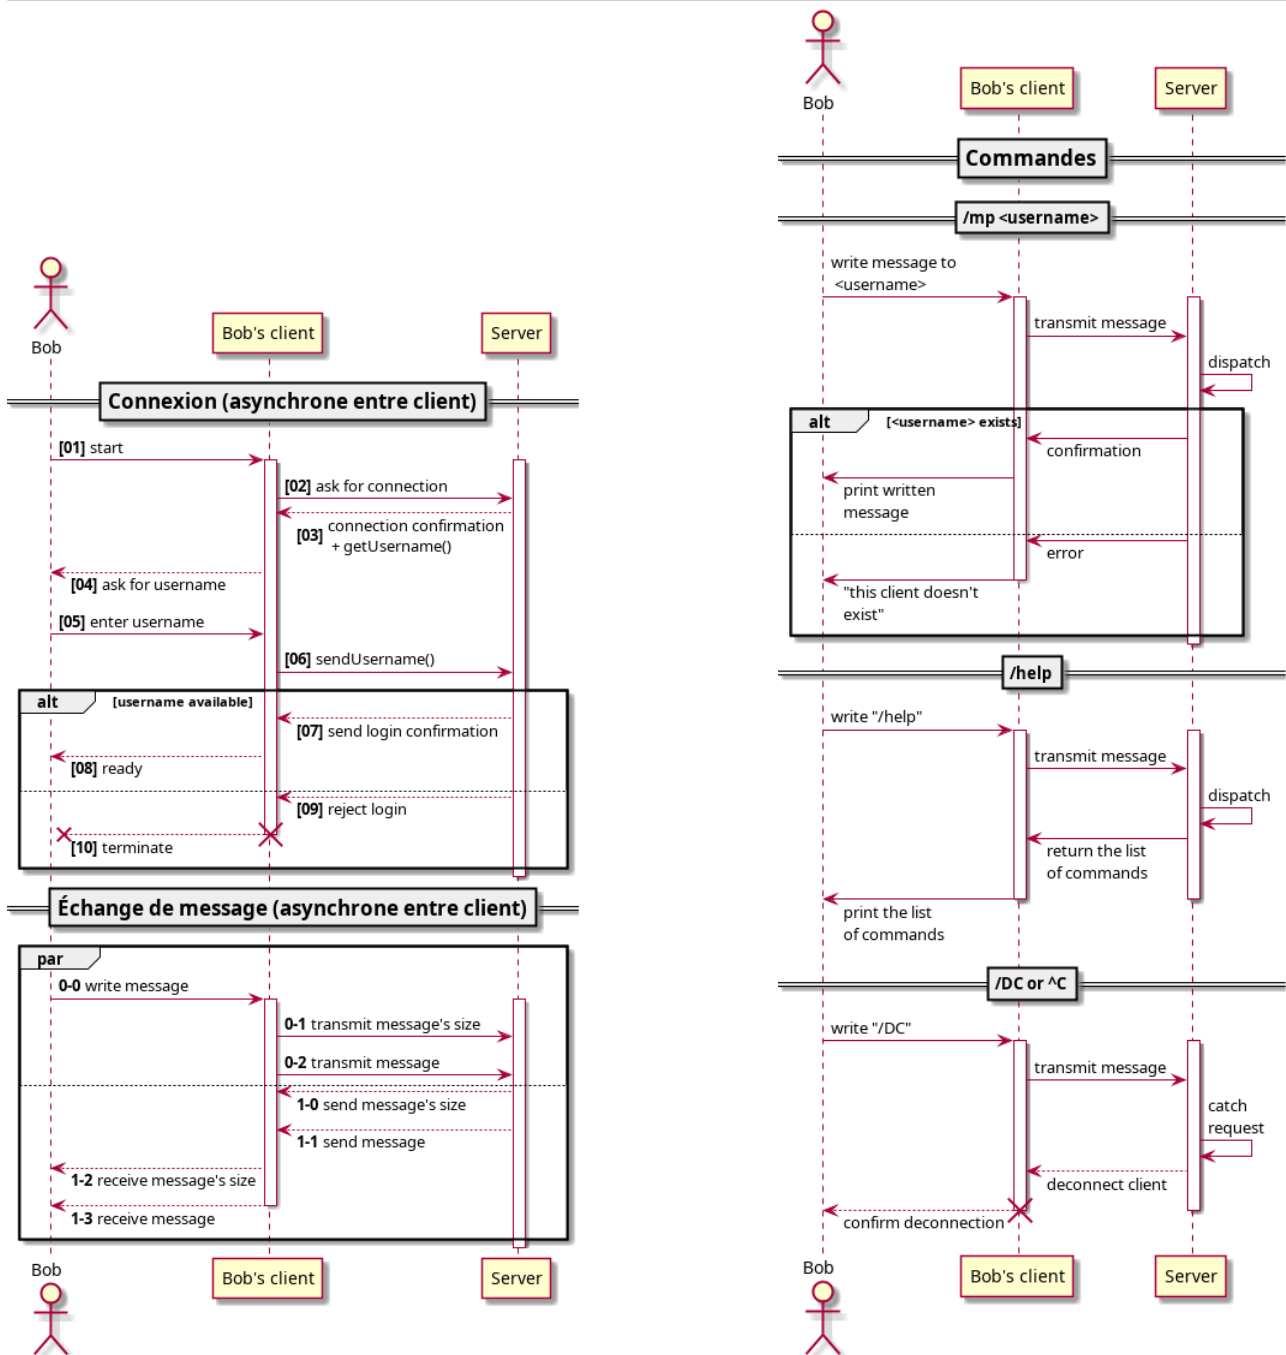 Bob
Bob's client
Server
Connexion (asynchrone entre client)
[01] start
[02] ask for connection
[03] connection confirmation
+ getUsername()
[04] ask for username
[05] enter username
[06] sendUsername()
alt [username available]
[07] send login confirmation
[08] ready
[09] reject login
[10] terminate
Échange de message (asynchrone entre client)
par
0-0 write message
0-1 transmit message's size
0-2 transmit message
1-0 send message's size
1-1 send message
1-2 receive message's size
1-3 receive message
Bob
Bob's client
Server
Bob
Bob's client
Server
Commandes
/mp <username>
write message to
<username>
transmit message
dispatch
alt [<username> exists]
confirmation
print written
message
error
"this client doesn't
exist"
/help
write "/help"
transmit message
dispatch
return the list
of commands
print the list
of commands
/DC or ^C
write "/DC"
transmit message
catch
request
deconnect client
confirm deconnection
Bob
Bob's client
Server